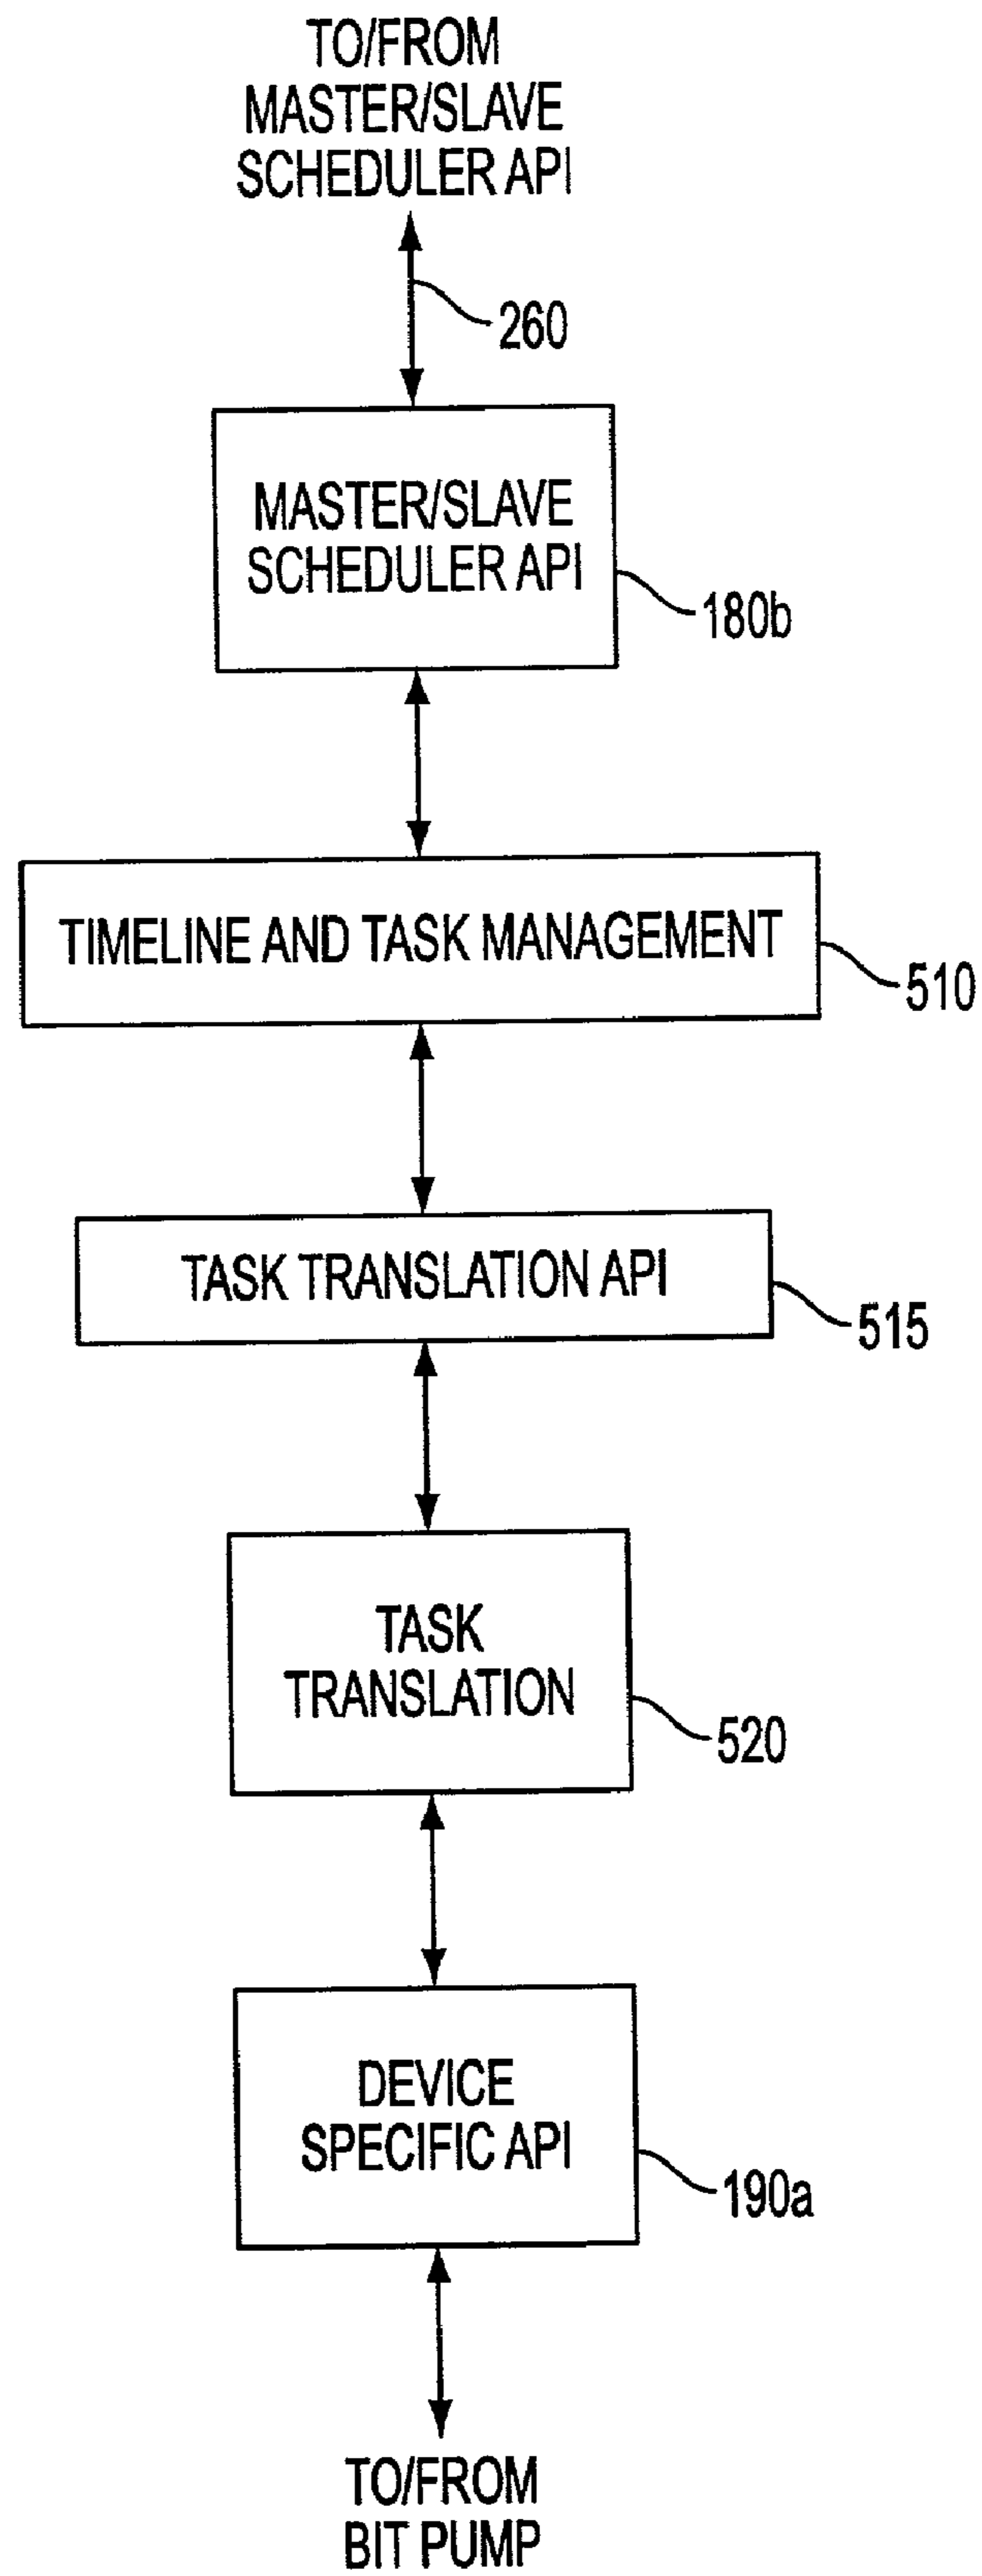 TO/FROM
MASTER/SLAVE
SCHEDULER API
260
MASTER/SLAVE
SCHEDULER API
180b
TIMELINE AND TASK MANAGEMENT
510
TASK TRANSLATION API
515
TASK
TRANSLATION
520
DEVICE
SPECIFIC API
190a
TO/FROM
BIT PUMP